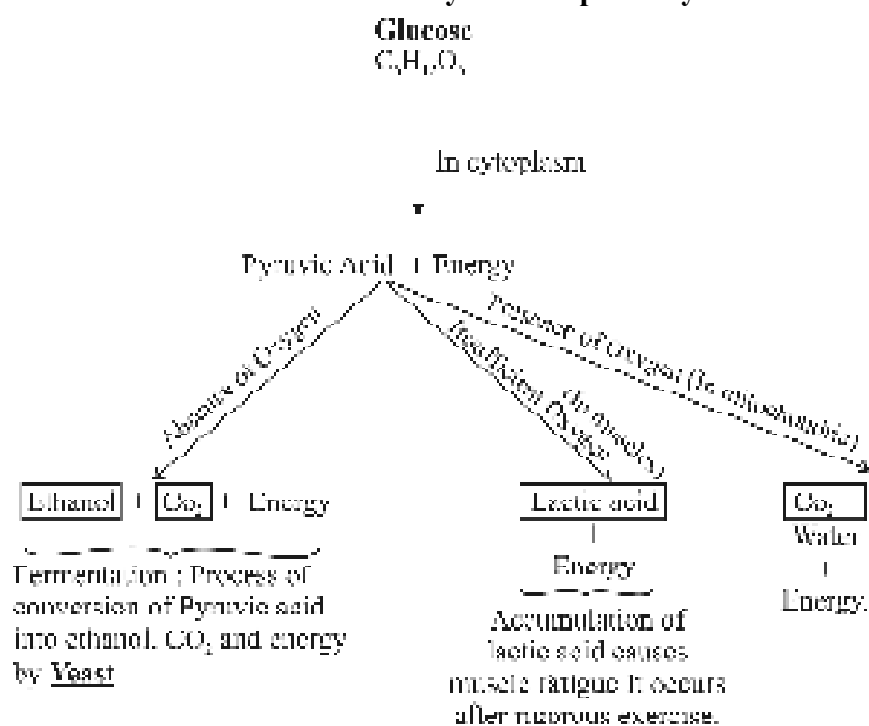 Glucose
C₆H₁₂O₆
In cytoplasm
Pyruvic Acid + Energy
Absence of Oxygen
Insufficient Oxygen
(In muscles)
Presence of Oxygen (In mitochondria)
Ethanol + Co₂ + Energy
Lactic acid
+
Energy
Co₂
Water
+
Energy.
Fermentation : Process of
conversion of Pyruvic acid
into ethanol, CO₂ and energy
by Yeast
Accumulation of
lactic acid causes
muscle fatigue It occurs
after rigorous exercise.